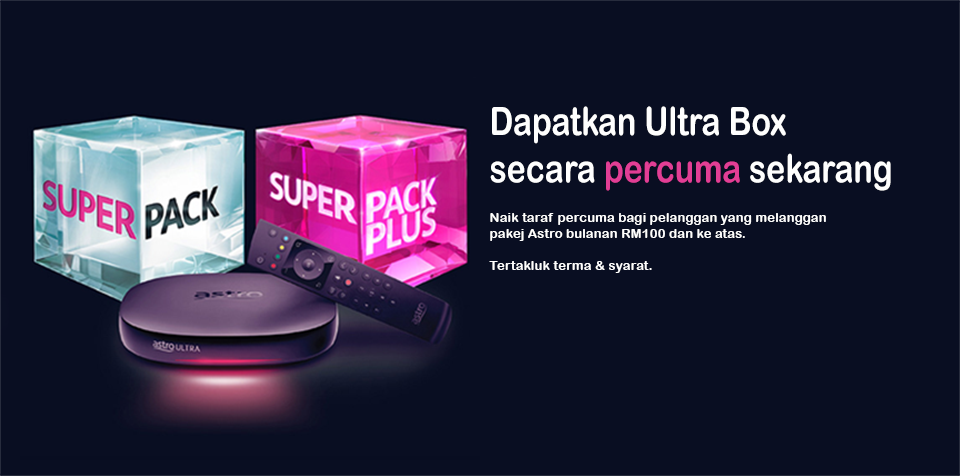 SUPER PACK
SUPER PACK
PLUS
astro
astro ULTRA
astro
Dapatkan Ultra Box
secara percuma sekarang
Naik taraf percuma bagi pelanggan yang melanggan
pakej Astro bulanan RM100 dan ke atas.
Tertakluk terma & syarat.